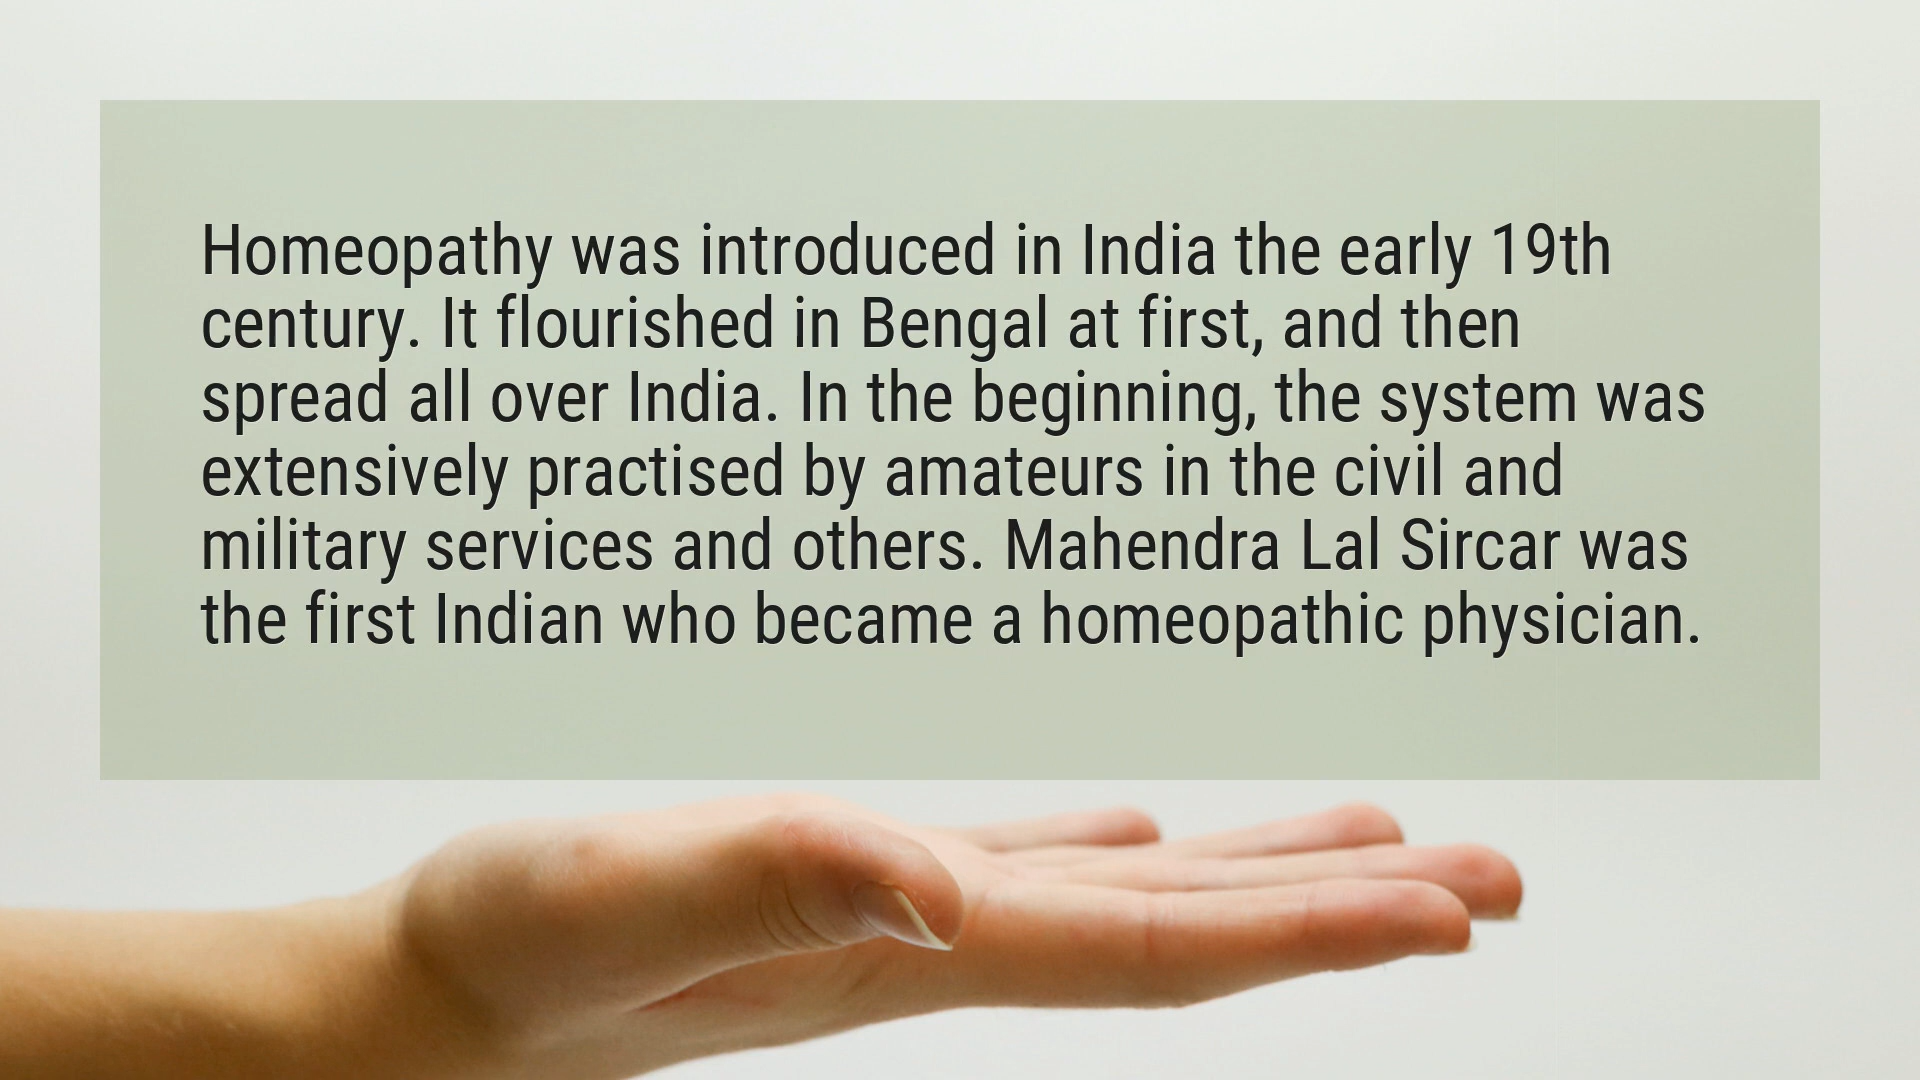 Homeopathy was introduced in India the early 19th
century. It flourished in Bengal at first, and then
spread all over India. In the beginning, the system was
extensively practised by amateurs in the civil and
military services and others. Mahendra Lal Sircar was
the first Indian who became a homeopathic physician.